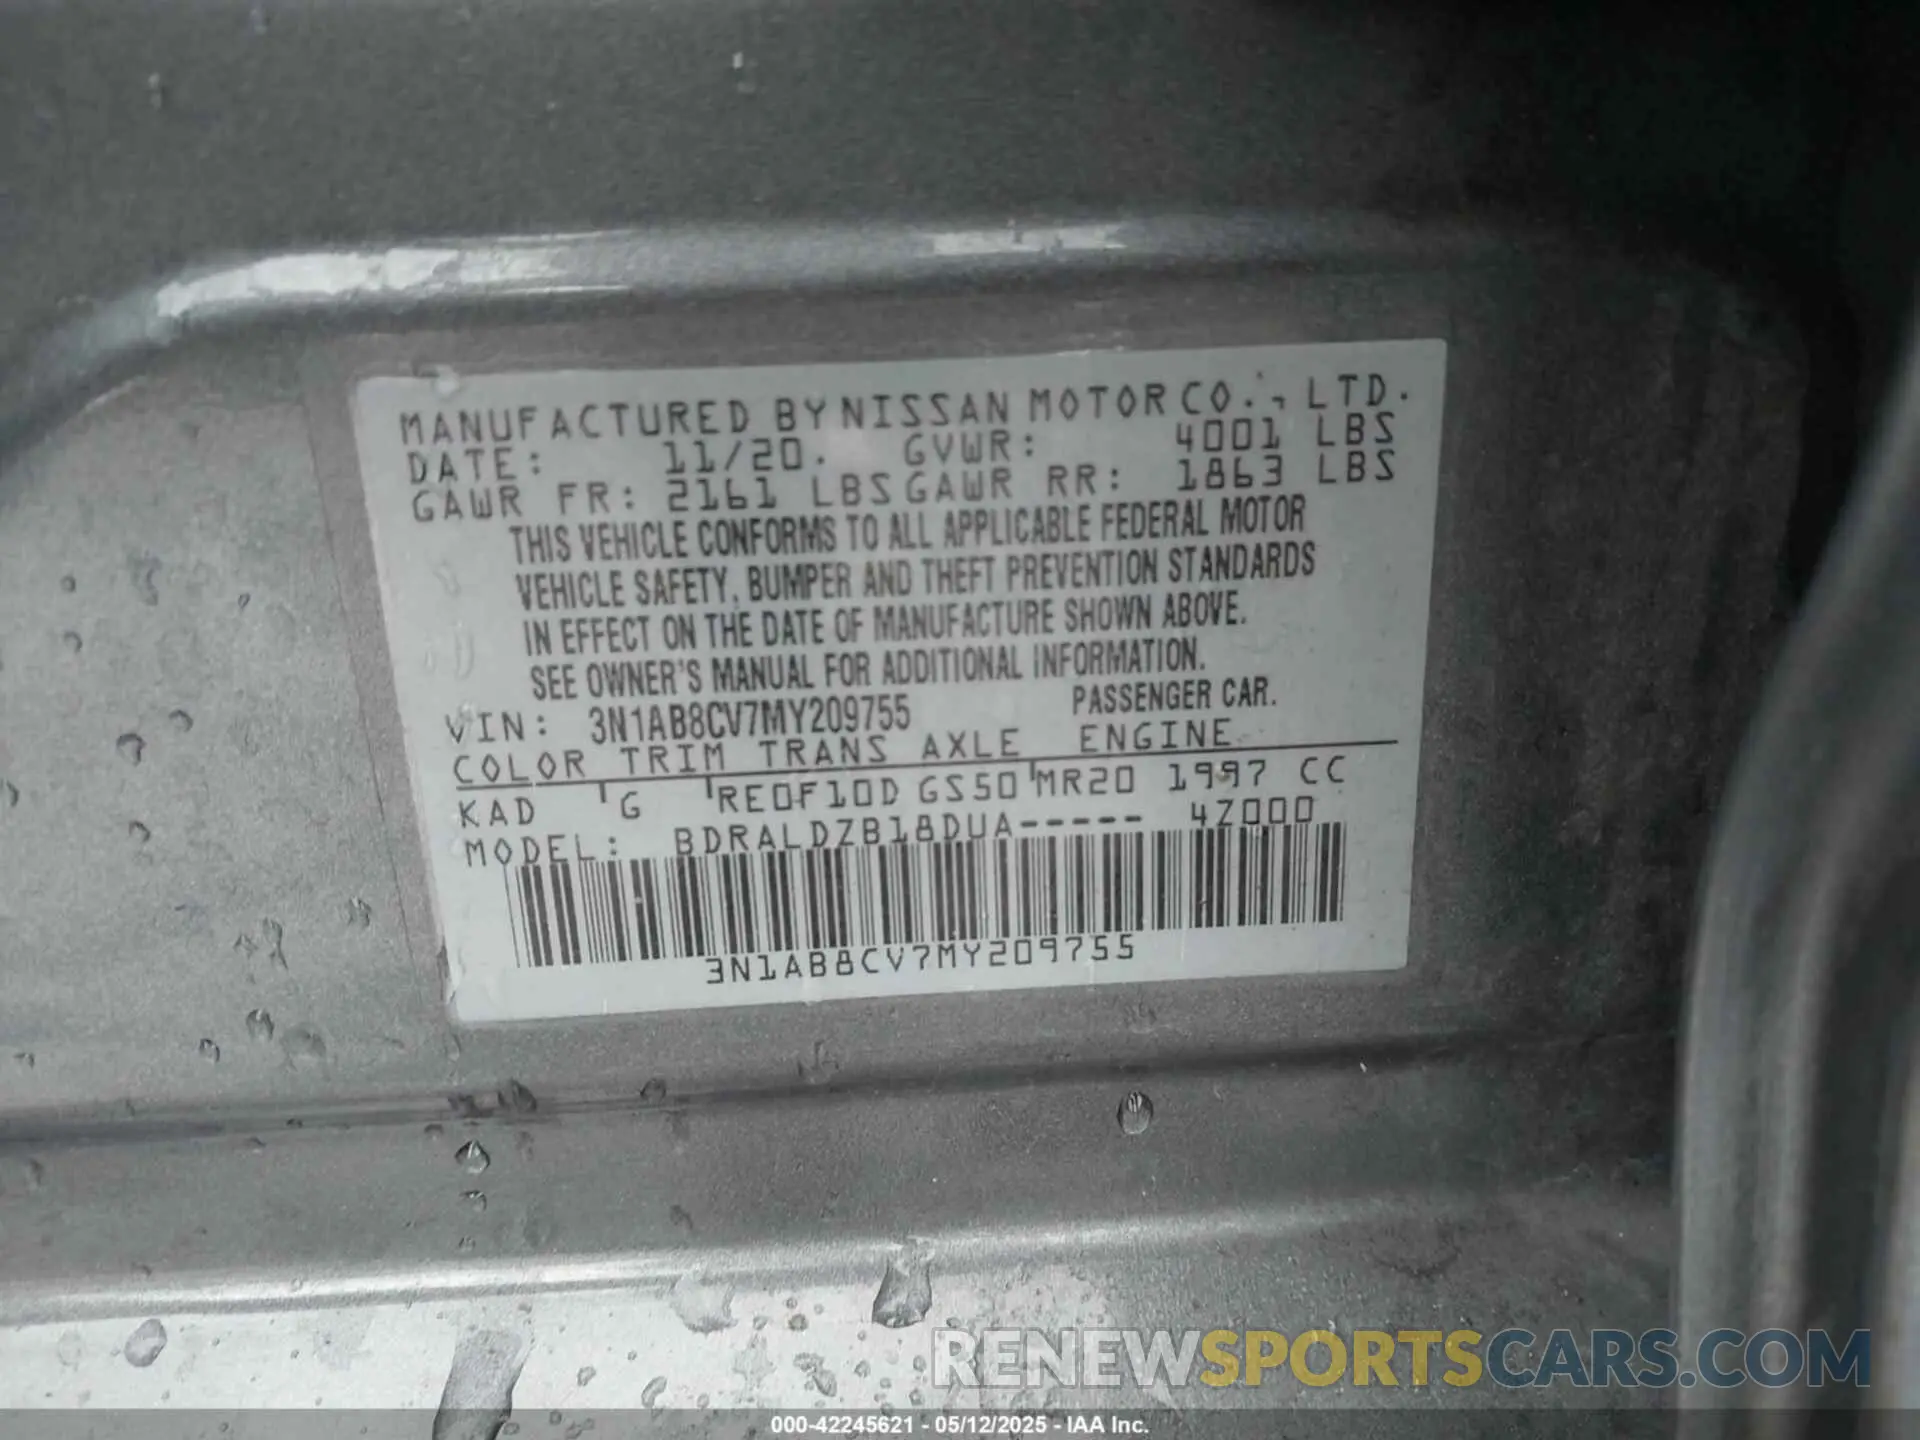 MANUFACTURED BY NISSAN MOTOR CO., LTD.
DATE: 11/20. GVWR: 4001 LBS
GAWR FR: 2161 LBS GAWR RR: 1863 LBS
THIS VEHICLE CONFORMS TO ALL APPLICABLE FEDERAL MOTOR
VEHICLE SAFETY, BUMPER AND THEFT PREVENTION STANDARDS
IN EFFECT ON THE DATE OF MANUFACTURE SHOWN ABOVE.
SEE OWNER'S MANUAL FOR ADDITIONAL INFORMATION.
VIN: 3N1AB8CV7MY209755 PASSENGER CAR.
COLOR TRIM TRANS AXLE ENGINE
KAD G RE0F10D GS50 MR20 1997 CC
MODEL: BDRALDZB18DUA----- 4Z000
3N1AB8CV7MY209755
RENEWSPORTSCARS.COM
000-42245621 - 05/12/2025 - IAA Inc.